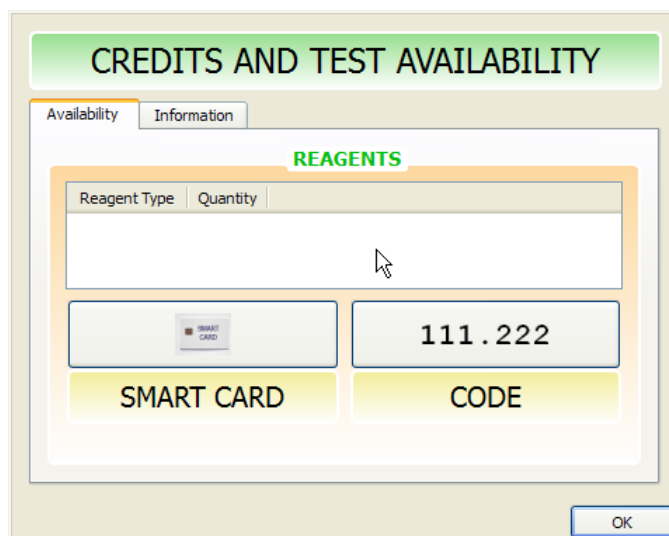 CREDITS AND TEST AVAILABILITY
Availability Information
REAGENTS
Reagent Type Quantity
SMART
CARD
111.222
SMART CARD CODE
OK